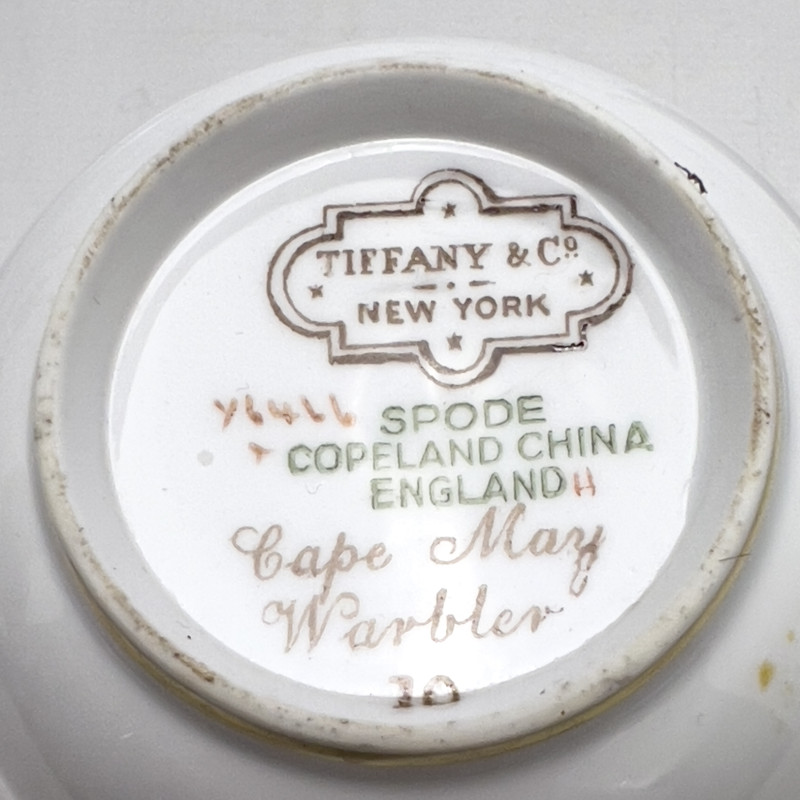 TIFFANY & Cº
NEW YORK
Y6466 SPODE
COPELAND CHINA
ENGLAND H
Cape May
Warbler
10